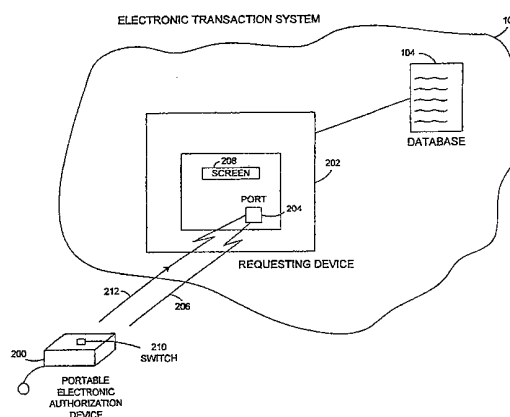 ELECTRONIC TRANSACTION SYSTEM
104
DATABASE
208
SCREEN
202
PORT
204
REQUESTING DEVICE
212
206
210
SWITCH
200
PORTABLE
ELECTRONIC
AUTHORIZATION
DEVICE